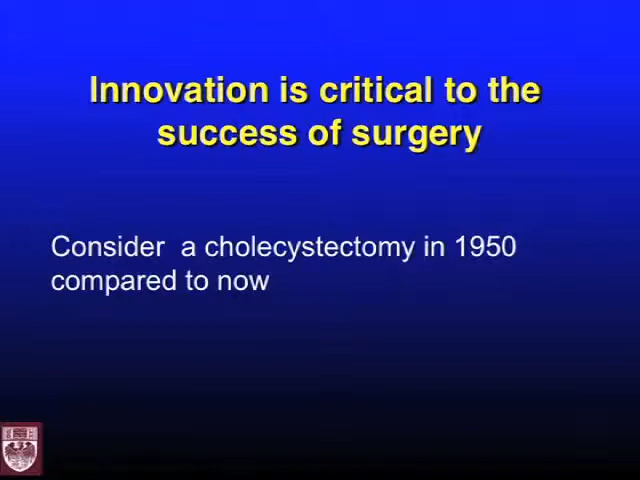 Innovation is critical to the
success of surgery
Consider  a cholecystectomy in 1950
compared to now